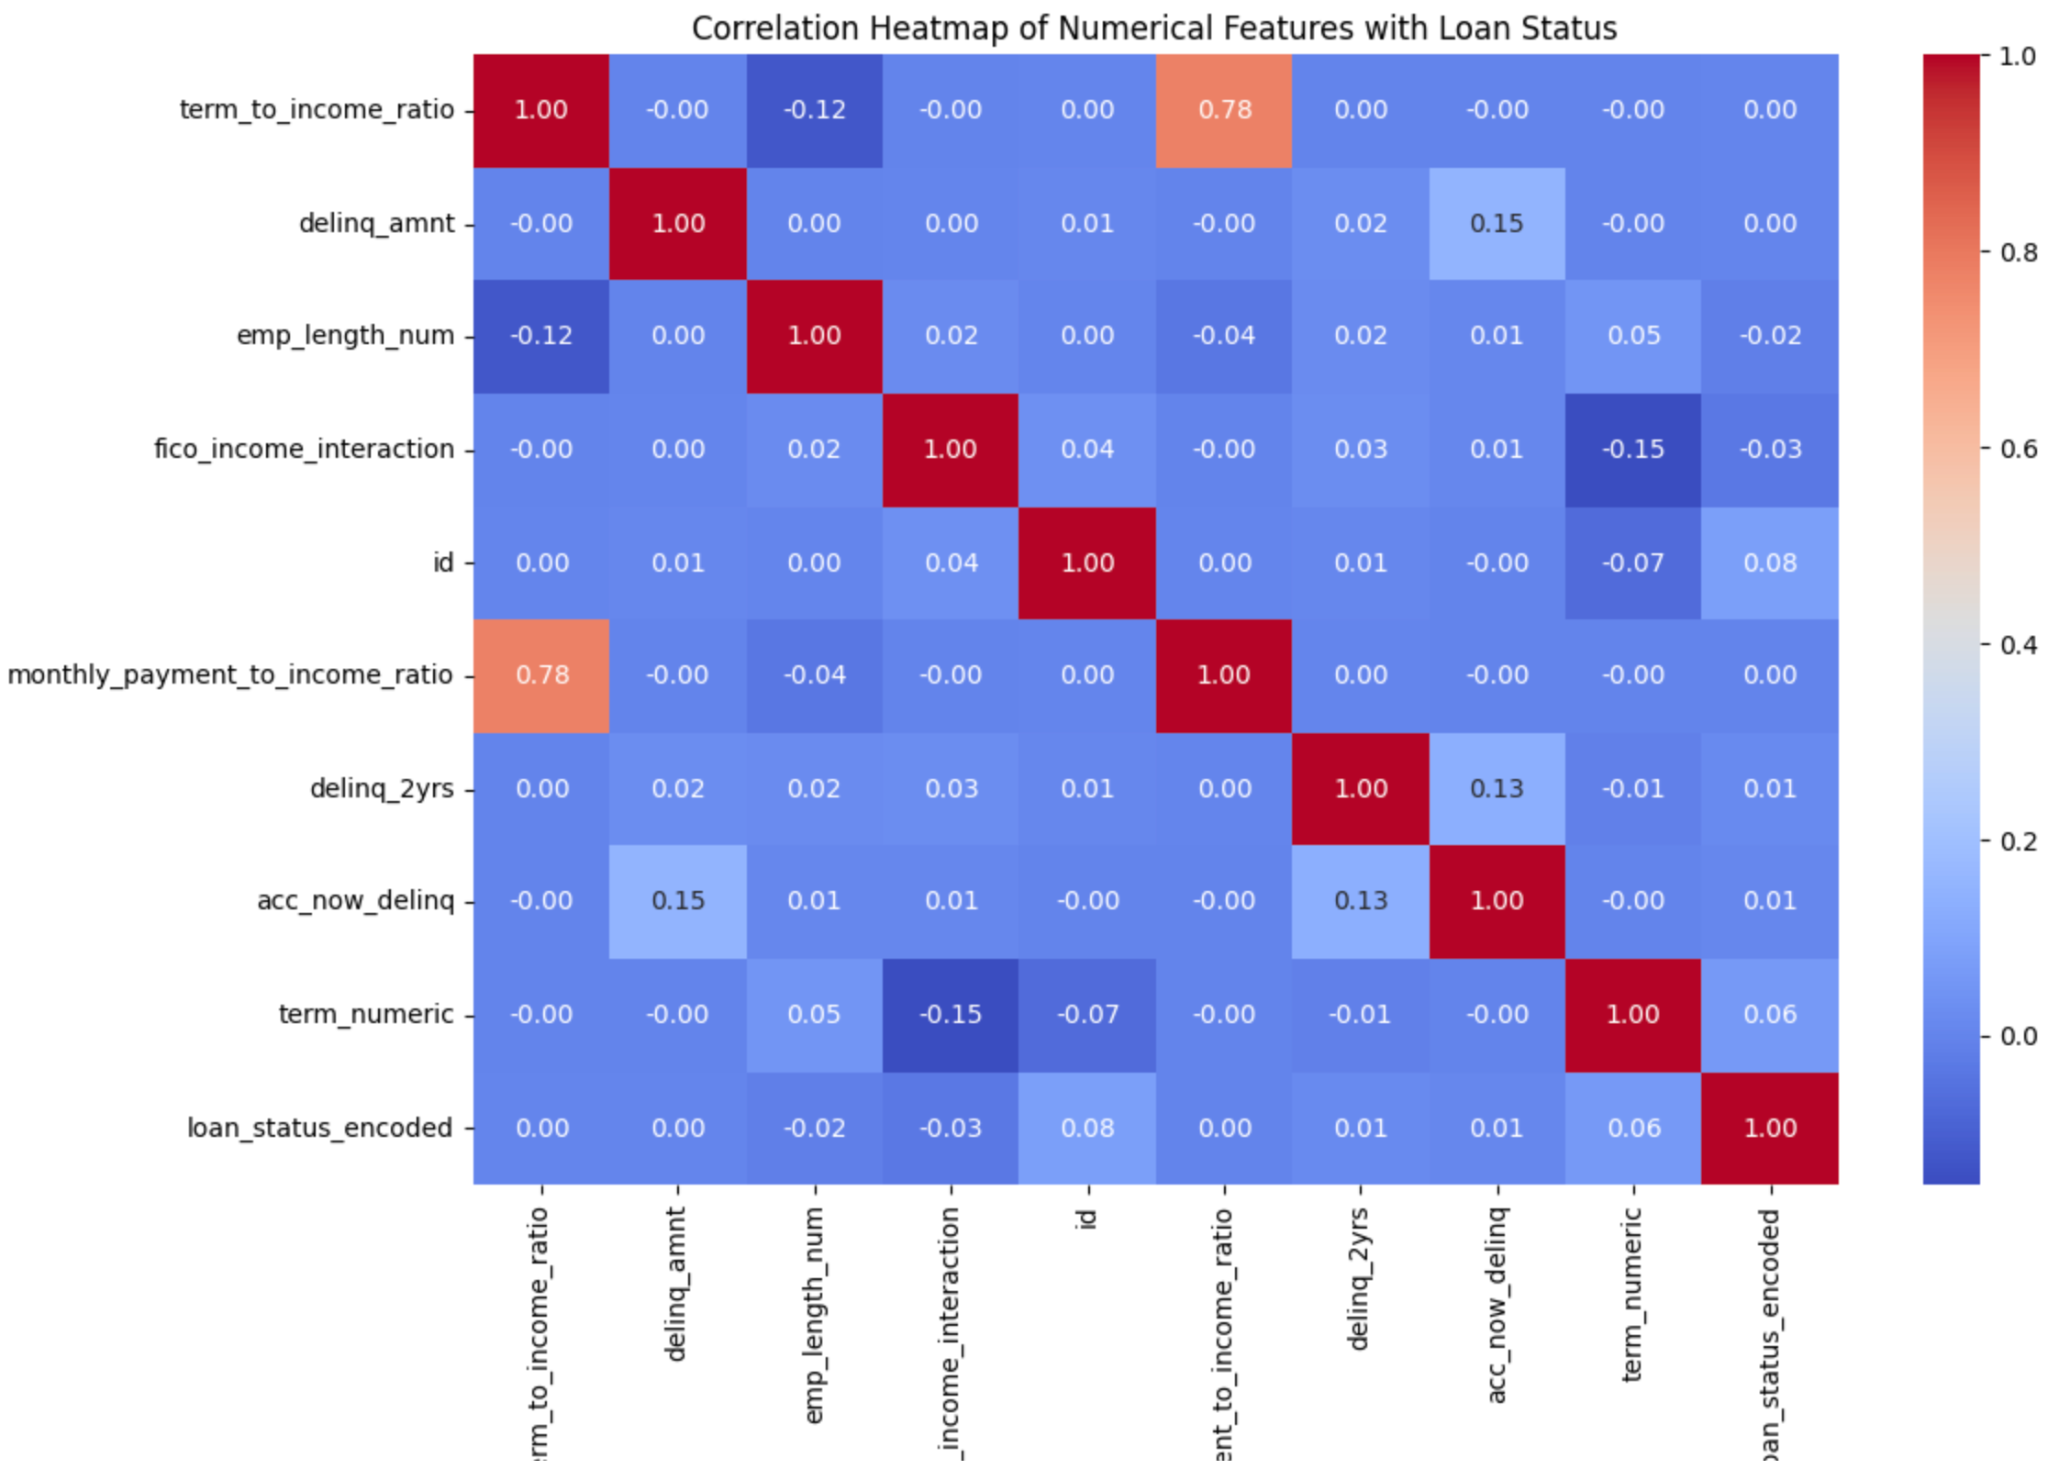 Correlation Heatmap of Numerical Features with Loan Status
term_to_income_ratio 1.00 -0.00 -0.12 -0.00 0.00 0.78 0.00 -0.00 -0.00 0.00
delinq_amnt -0.00 1.00 0.00 0.00 0.01 -0.00 0.02 0.15 -0.00 0.00
emp_length_num -0.12 0.00 1.00 0.02 0.00 -0.04 0.02 0.01 0.05 -0.02
fico_income_interaction -0.00 0.00 0.02 1.00 0.04 -0.00 0.03 0.01 -0.15 -0.03
id 0.00 0.01 0.00 0.04 1.00 0.00 0.01 -0.00 -0.07 0.08
monthly_payment_to_income_ratio 0.78 -0.00 -0.04 -0.00 0.00 1.00 0.00 -0.00 -0.00 0.00
delinq_2yrs 0.00 0.02 0.02 0.03 0.01 0.00 1.00 0.13 -0.01 0.01
acc_now_delinq -0.00 0.15 0.01 0.01 -0.00 -0.00 0.13 1.00 -0.00 0.01
term_numeric -0.00 -0.00 0.05 -0.15 -0.07 -0.00 -0.01 -0.00 1.00 0.06
loan_status_encoded 0.00 0.00 -0.02 -0.03 0.08 0.00 0.01 0.01 0.06 1.00
erm_to_income_ratio
delinq_amnt
emp_length_num
_income_interaction
id
ent_to_income_ratio
delinq_2yrs
acc_now_delinq
term_numeric
oan_status_encoded
1.0
0.8
0.6
0.4
0.2
0.0